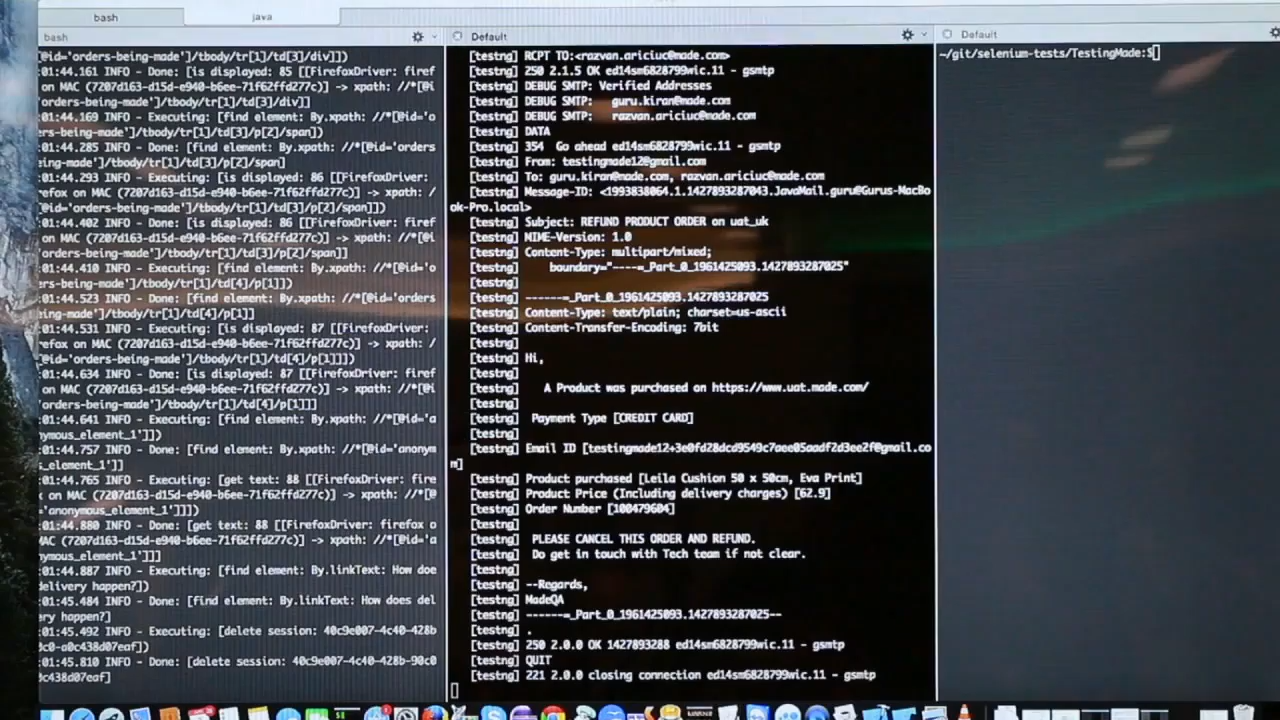 bash
java
bash
Default
Default
[@id='orders-being-made']/tbody/tr[1]/td[3]/div]])
:01:44.161 INFO - Done: [is displayed: 85 [[FirefoxDriver: firef
on MAC (7207d163-d15d-e940-b6ee-71f62ffd277c)] -> xpath: //*[@i
'orders-being-made']/tbody/tr[1]/td[3]/div]]
:01:44.169 INFO - Executing: [find element: By.xpath: //*[@id='o
rders-being-made']/tbody/tr[1]/td[3]/p[2]/span])
:01:44.285 INFO - Done: [find element: By.xpath: //*[@id='orders
-being-made']/tbody/tr[1]/td[3]/p[2]/span]
:01:44.293 INFO - Executing: [is displayed: 86 [[FirefoxDriver:
refox on MAC (7207d163-d15d-e940-b6ee-71f62ffd277c)] -> xpath: /
[@id='orders-being-made']/tbody/tr[1]/td[3]/p[2]/span]])
:01:44.402 INFO - Done: [is displayed: 86 [[FirefoxDriver: firef
on MAC (7207d163-d15d-e940-b6ee-71f62ffd277c)] -> xpath: //*[@i
'orders-being-made']/tbody/tr[1]/td[3]/p[2]/span]]
:01:44.410 INFO - Executing: [find element: By.xpath: //*[@id='o
rders-being-made']/tbody/tr[1]/td[4]/p[1]])
:01:44.523 INFO - Done: [find element: By.xpath: //*[@id='orders
-being-made']/tbody/tr[1]/td[4]/p[1]]
:01:44.531 INFO - Executing: [is displayed: 87 [[FirefoxDriver:
refox on MAC (7207d163-d15d-e940-b6ee-71f62ffd277c)] -> xpath: /
[@id='orders-being-made']/tbody/tr[1]/td[4]/p[1]]])
:01:44.634 INFO - Done: [is displayed: 87 [[FirefoxDriver: firef
on MAC (7207d163-d15d-e940-b6ee-71f62ffd277c)] -> xpath: //*[@i
'orders-being-made']/tbody/tr[1]/td[4]/p[1]]]
:01:44.641 INFO - Executing: [find element: By.xpath: //*[@id='a
nymous_element_1']])
:01:44.757 INFO - Done: [find element: By.xpath: //*[@id='anonym
s_element_1']]
:01:44.765 INFO - Executing: [get text: 88 [[FirefoxDriver: fire
x on MAC (7207d163-d15d-e940-b6ee-71f62ffd277c)] -> xpath: //*[@
'anonymous_element_1']]])
:01:44.880 INFO - Done: [get text: 88 [[FirefoxDriver: firefox o
MAC (7207d163-d15d-e940-b6ee-71f62ffd277c)] -> xpath: //*[@id='a
nymous_element_1']]]
:01:44.887 INFO - Executing: [find element: By.linkText: How doe
delivery happen?])
:01:45.484 INFO - Done: [find element: By.linkText: How does del
ry happen?]
:01:45.492 INFO - Executing: [delete session: 40c9e007-4c40-428b
0c0-a0c438d07eaf])
:01:45.810 INFO - Done: [delete session: 40c9e007-4c40-428b-90c0
0c438d07eaf]
[testng] RCPT TO:<razvan.ariciuc@made.com>
[testng] 250 2.1.5 OK ed14sm6828799wic.11 - gsmtp
[testng] DEBUG SMTP: Verified Addresses
[testng] DEBUG SMTP: guru.kiran@made.com
[testng] DEBUG SMTP: razvan.ariciuc@made.com
[testng] DATA
[testng] 354 Go ahead ed14sm6828799wic.11 - gsmtp
[testng] From: testingmade12@gmail.com
[testng] To: guru.kiran@made.com, razvan.ariciuc@made.com
[testng] Message-ID: <1993838064.1.1427893287043.JavaMail.guru@Gurus-MacBo
ok-Pro.local>
[testng] Subject: REFUND PRODUCT ORDER on uat_uk
[testng] MIME-Version: 1.0
[testng] Content-Type: multipart/mixed;
[testng] boundary="----=_Part_0_1961425093.1427893287025"
[testng]
[testng] ------=_Part_0_1961425093.1427893287025
[testng] Content-Type: text/plain; charset=us-ascii
[testng] Content-Transfer-Encoding: 7bit
[testng]
[testng] Hi,
[testng]
[testng] A Product was purchased on https://www.uat.made.com/
[testng]
[testng] Payment Type [CREDIT CARD]
[testng]
[testng] Email ID [testingmade12+3e0fd28dcd9549c7aee05aadf2d3ee2f@gmail.co
m]
[testng] Product purchased [Leila Cushion 50 x 50cm, Eva Print]
[testng] Product Price (Including delivery charges) [62.9]
[testng] Order Number [100479604]
[testng]
[testng] PLEASE CANCEL THIS ORDER AND REFUND.
[testng] Do get in touch with Tech team if not clear.
[testng]
[testng] --Regards,
[testng] MadeQA
[testng] ------=_Part_0_1961425093.1427893287025--
[testng] .
[testng] 250 2.0.0 OK 1427893288 ed14sm6828799wic.11 - gsmtp
[testng] QUIT
[testng] 221 2.0.0 closing connection ed14sm6828799wic.11 - gsmtp
~/git/selenium-tests/TestingMade:$